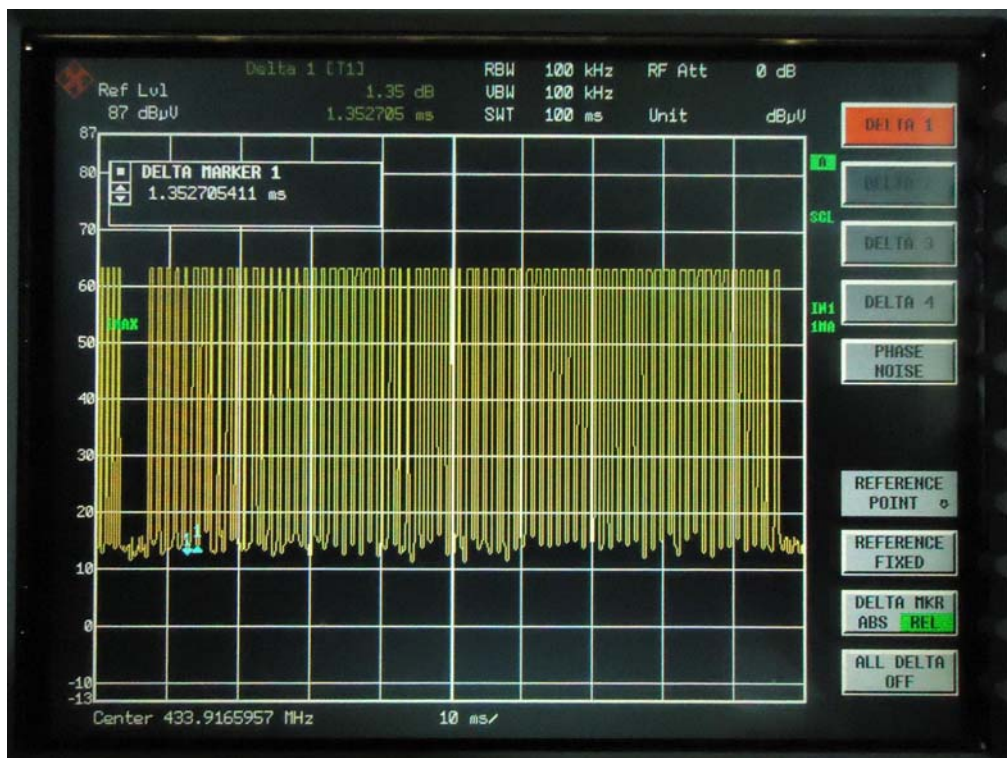 Delta 1 [T1] RBW 100 kHz RF Att 0 dB
Ref Lvl 1.35 dB VBW 100 kHz
87 dBµV 1.352705 ms SWT 100 ms Unit dBµV
87
80
70
60
50
40
30
20
10
0
-10
-13
DELTA MARKER 1
1.352705411 ms
1MAX
1
1
A
SGL
IN1
1MA
Center 433.9165957 MHz 10 ms/
DELTA 1
DELTA 3
DELTA 4
PHASE
NOISE
REFERENCE
POINT
REFERENCE
FIXED
DELTA MKR
ABS REL
ALL DELTA
OFF